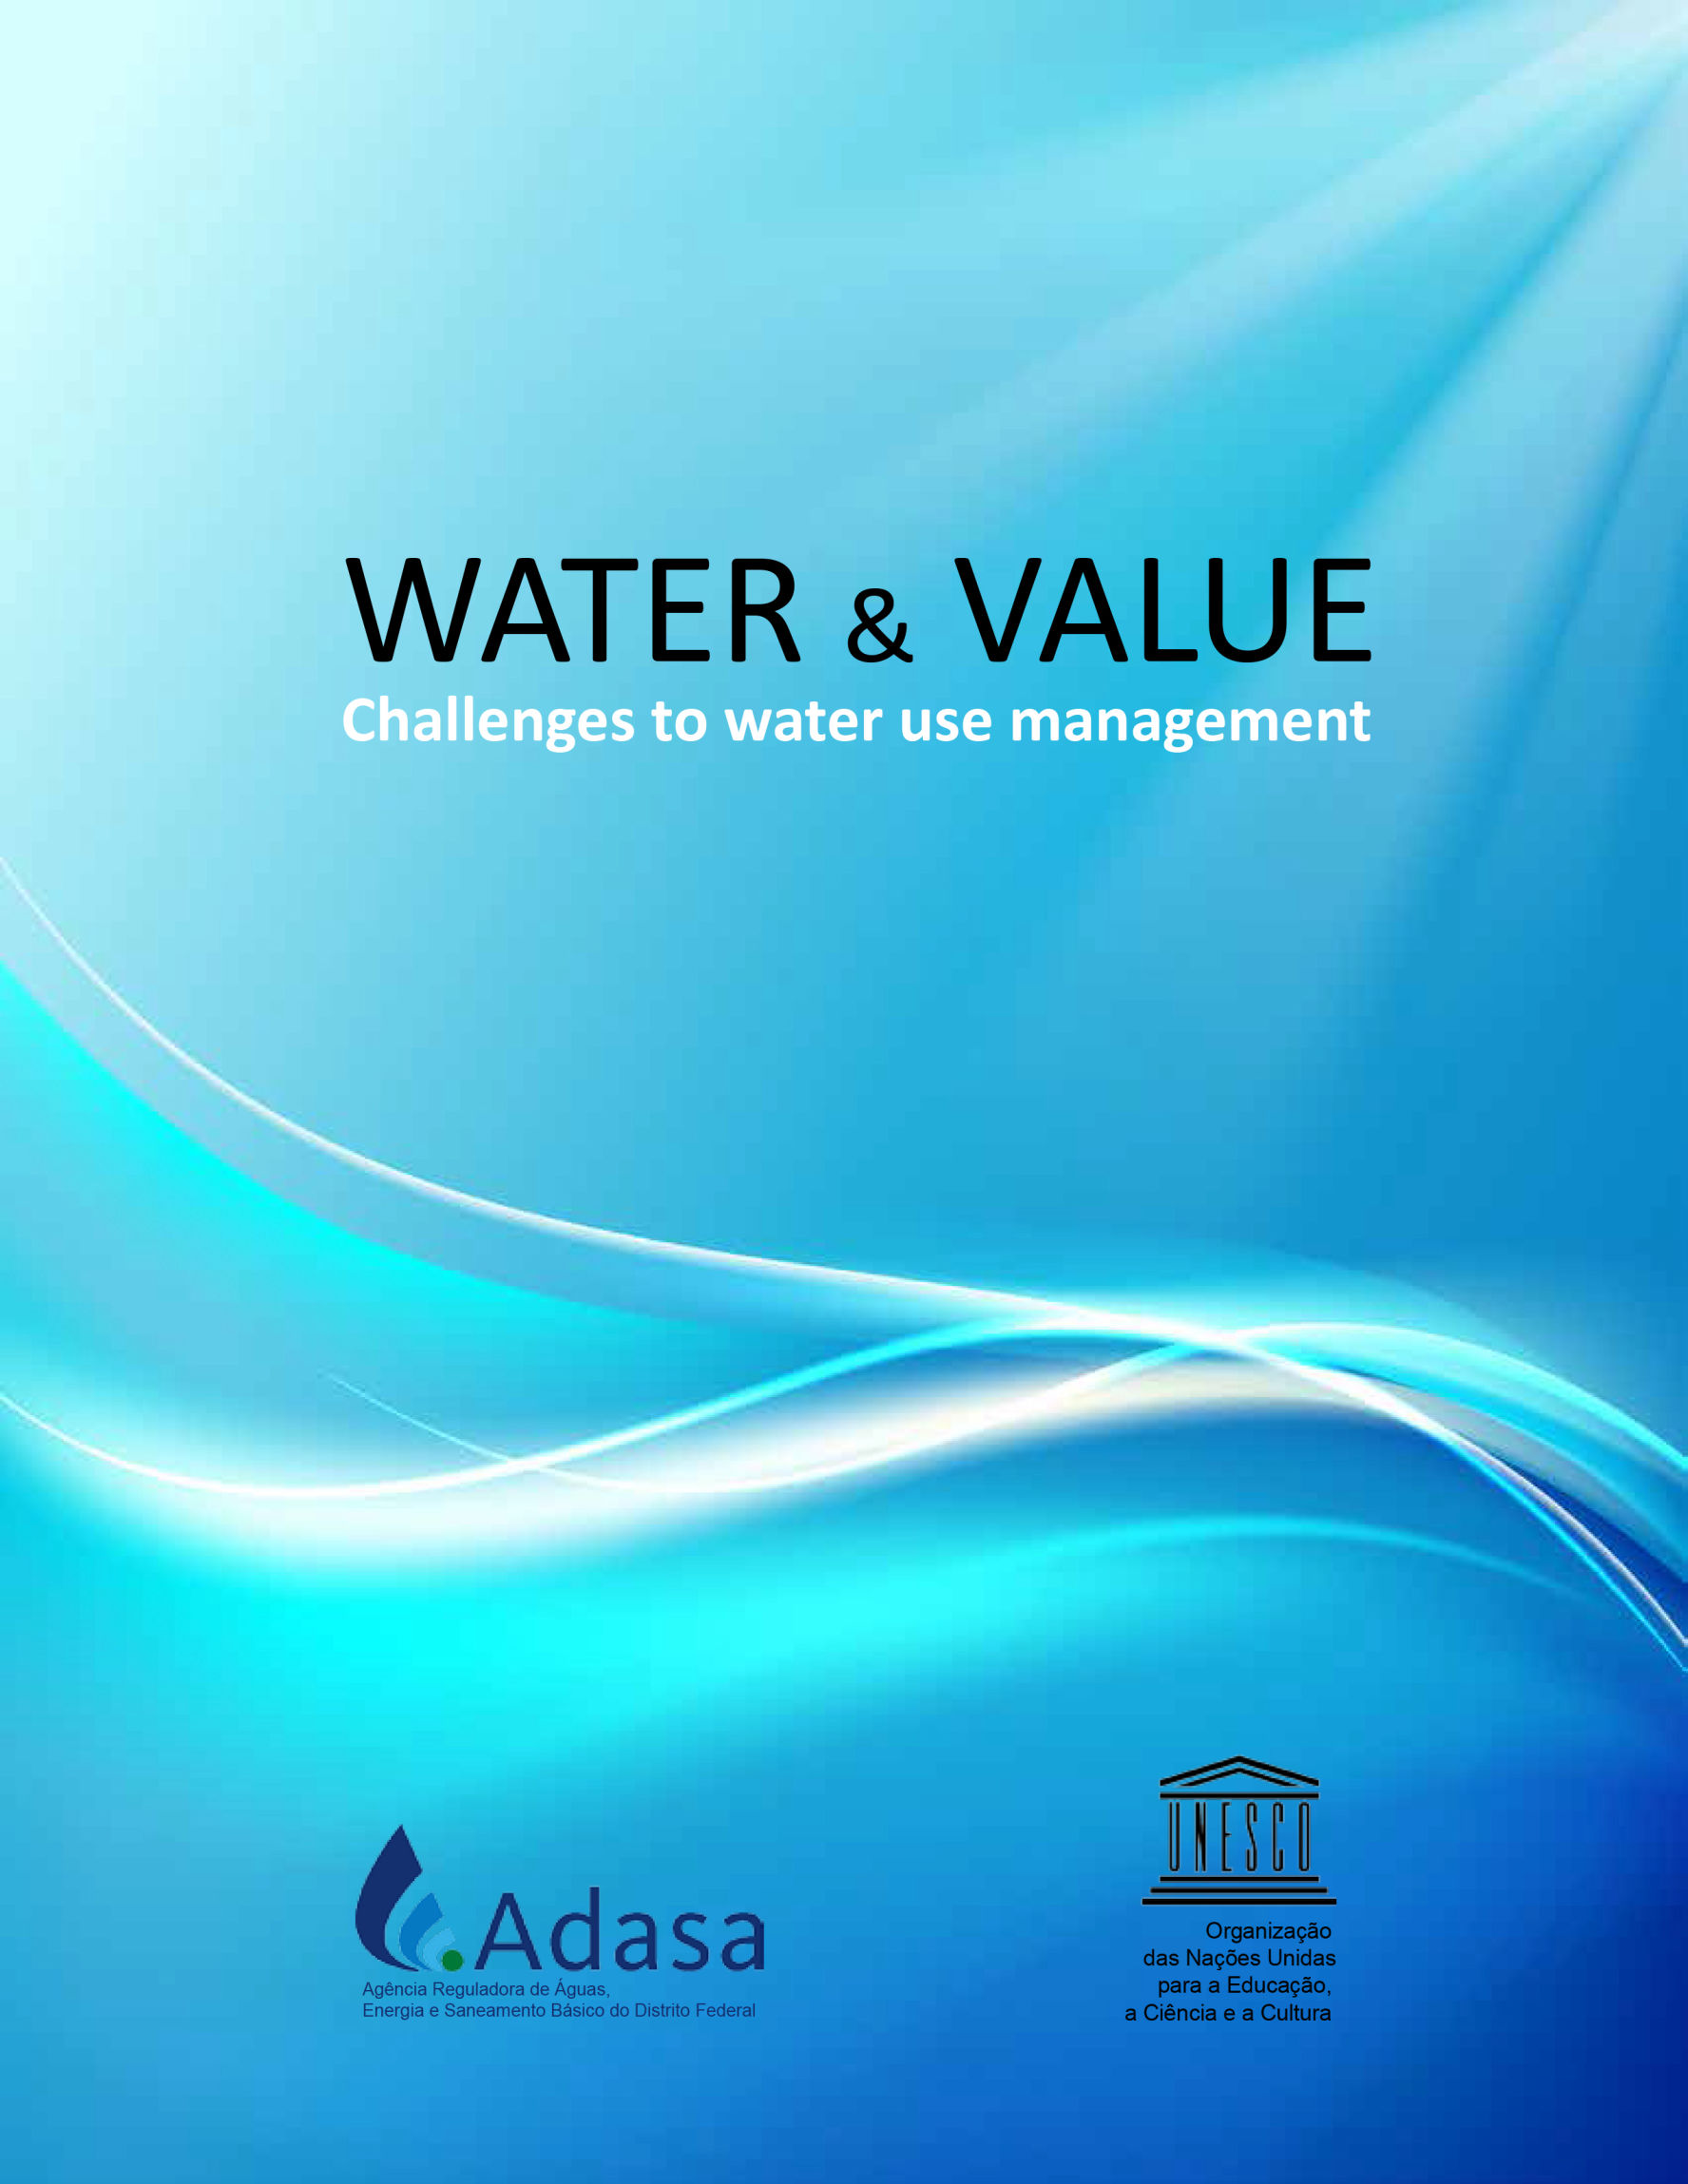 WATER & VALUE
Challenges to water use management
Adasa
Agência Reguladora de Águas,
Energia e Saneamento Básico do Distrito Federal
UNESCO
Organização
das Nações Unidas
para a Educação,
a Ciência e a Cultura